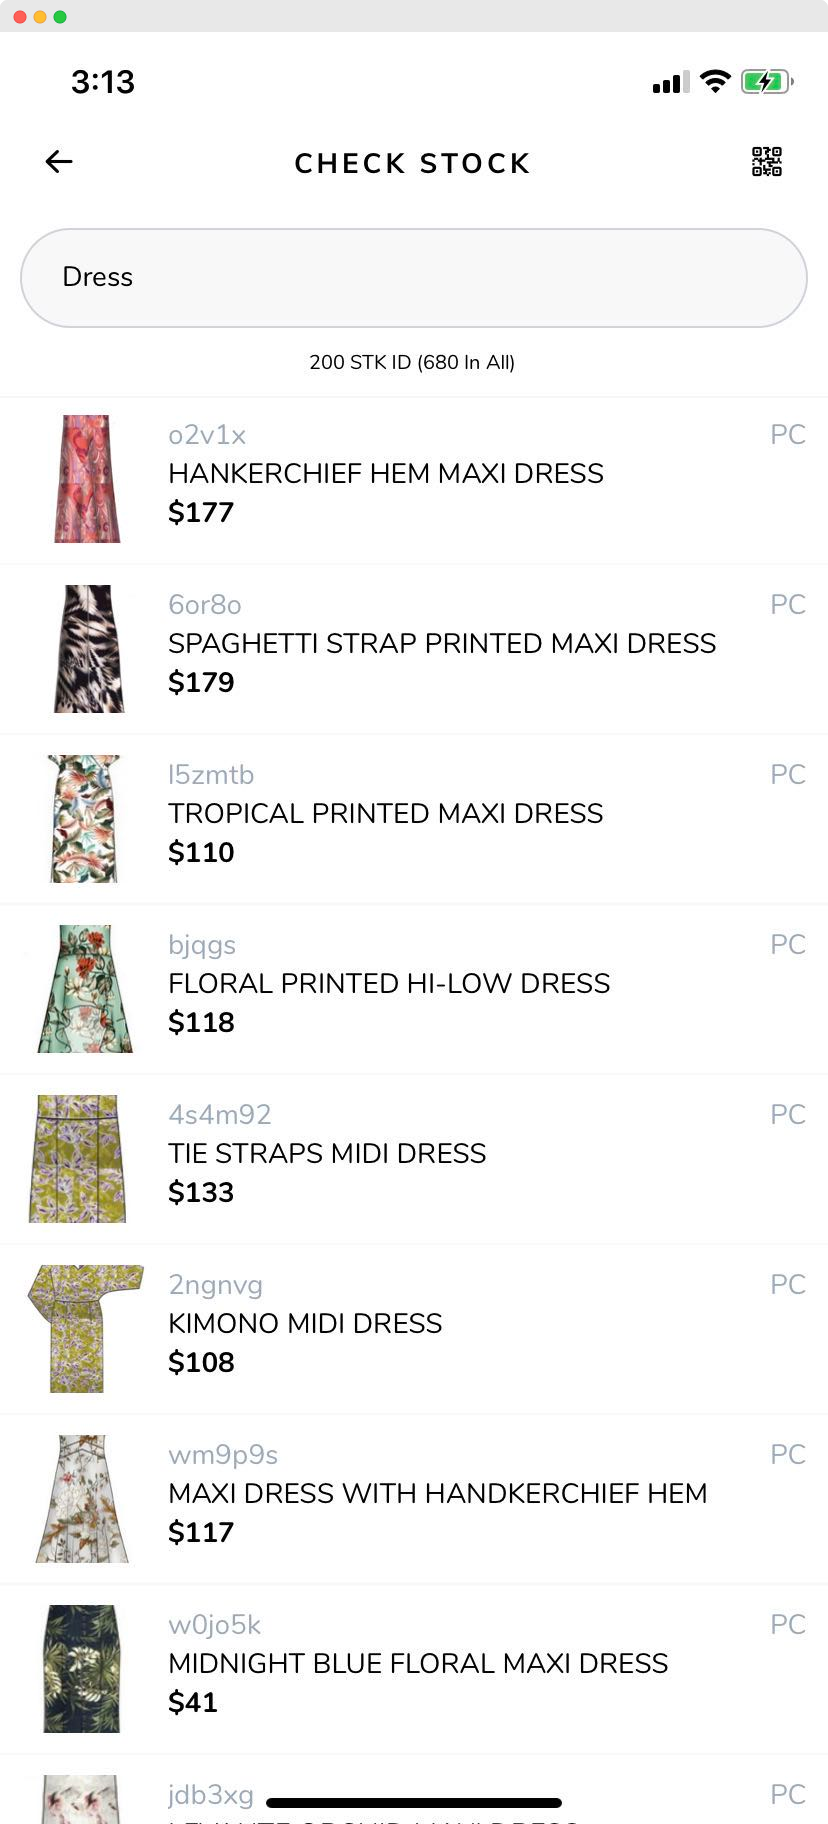 3:13
CHECK STOCK
Dress
200 STK ID (680 In All)
o2v1x PC
HANKERCHIEF HEM MAXI DRESS
$177
6or8o PC
SPAGHETTI STRAP PRINTED MAXI DRESS
$179
l5zmtb PC
TROPICAL PRINTED MAXI DRESS
$110
bjqgs PC
FLORAL PRINTED HI-LOW DRESS
$118
4s4m92 PC
TIE STRAPS MIDI DRESS
$133
2ngnvg PC
KIMONO MIDI DRESS
$108
wm9p9s PC
MAXI DRESS WITH HANDKERCHIEF HEM
$117
w0jo5k PC
MIDNIGHT BLUE FLORAL MAXI DRESS
$41
jdb3xg PC